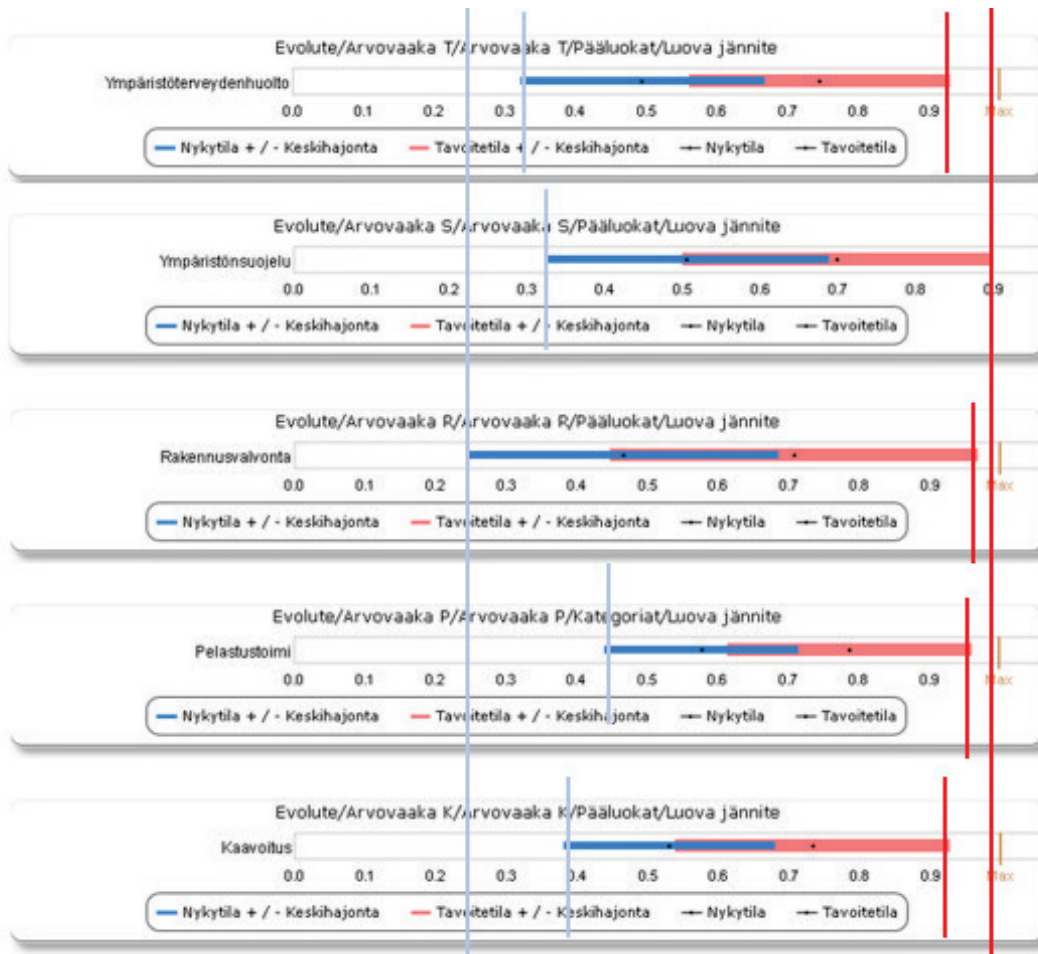 Evolute/Arvovaaka T/Arvovaaka T/Pääluokat/Luova jännite
Ympäristöterveydenhuolto
0.0 0.1 0.2 0.3 0.4 0.5 0.6 0.7 0.8 0.9 Max
Nykytila + / - Keskihajonta Tavoitetila + / - Keskihajonta Nykytila Tavoitetila
Evolute/Arvovaaka S/Arvovaaka S/Pääluokat/Luova jännite
Ympäristönsuojelu
0.0 0.1 0.2 0.3 0.4 0.5 0.6 0.7 0.8 0.9
Nykytila + / - Keskihajonta Tavoitetila + / - Keskihajonta Nykytila Tavoitetila
Evolute/Arvovaaka R/Arvovaaka R/Pääluokat/Luova jännite
Rakennusvalvonta
0.0 0.1 0.2 0.3 0.4 0.5 0.6 0.7 0.8 0.9 Max
Nykytila + / - Keskihajonta Tavoitetila + / - Keskihajonta Nykytila Tavoitetila
Evolute/Arvovaaka P/Arvovaaka P/Kategoriat/Luova jännite
Pelastustoimi
0.0 0.1 0.2 0.3 0.4 0.5 0.6 0.7 0.8 0.9 Max
Nykytila + / - Keskihajonta Tavoitetila + / - Keskihajonta Nykytila Tavoitetila
Evolute/Arvovaaka K/Arvovaaka K/Pääluokat/Luova jännite
Kaavoitus
0.0 0.1 0.2 0.3 0.4 0.5 0.6 0.7 0.8 0.9 Max
Nykytila + / - Keskihajonta Tavoitetila + / - Keskihajonta Nykytila Tavoitetila